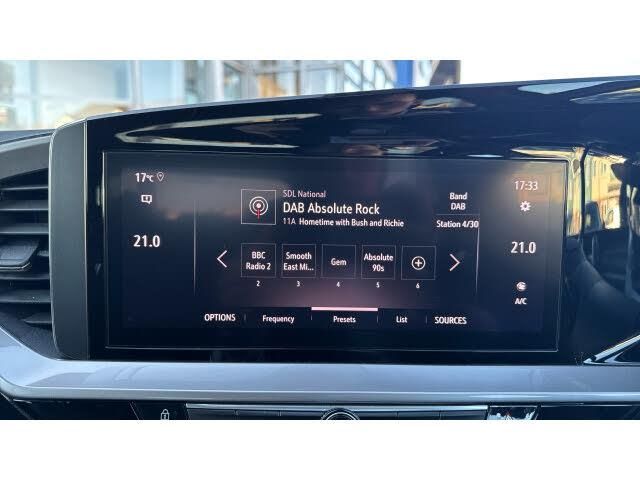 17°C
17:33
SDL National
DAB Absolute Rock
11A Hometime with Bush and Richie
Band
DAB
Station 4/30
21.0
21.0
BBC
Radio 2
Smooth
East Mi...
Gem
Absolute
90s
2
3
4
5
6
A/C
OPTIONS
Frequency
Presets
List
SOURCES